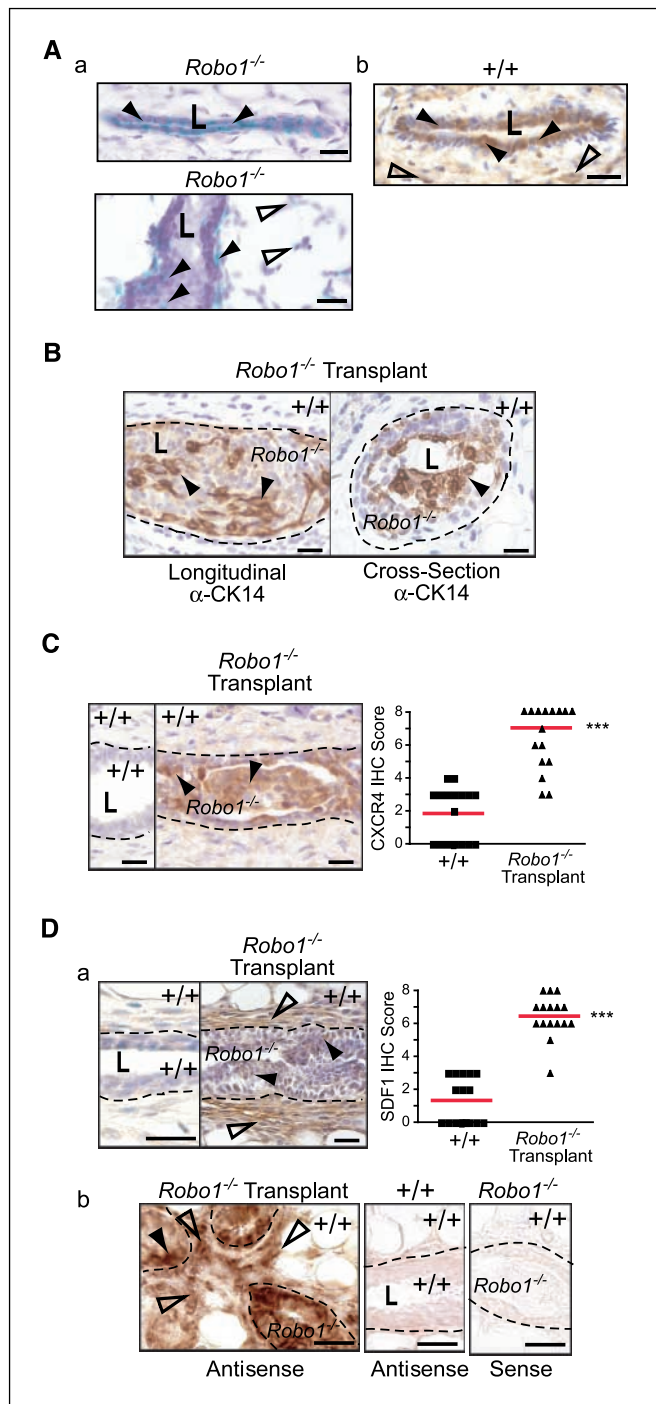 A
a
Robo1-/-
L
Robo1-/-
L
b
+/+
L
B
Robo1-/- Transplant
+/+
L
Robo1-/-
+/+
L
Robo1-/-
Longitudinal
α-CK14
Cross-Section
α-CK14
C
Robo1-/-
Transplant
+/+
+/+
L
+/+
Robo1-/-
CXCR4 IHC Score
8
6
4
2
0
***
+/+
Robo1-/-
Transplant
D
a
Robo1-/-
Transplant
+/+
L
+/+
+/+
Robo1-/-
SDF1 IHC Score
8
6
4
2
0
***
+/+
Robo1-/-
Transplant
b
Robo1-/- Transplant
+/+
Robo1-/-
Antisense
+/+
+/+
+/+
L
Antisense
Robo1-/-
+/+
Robo1-/-
Sense